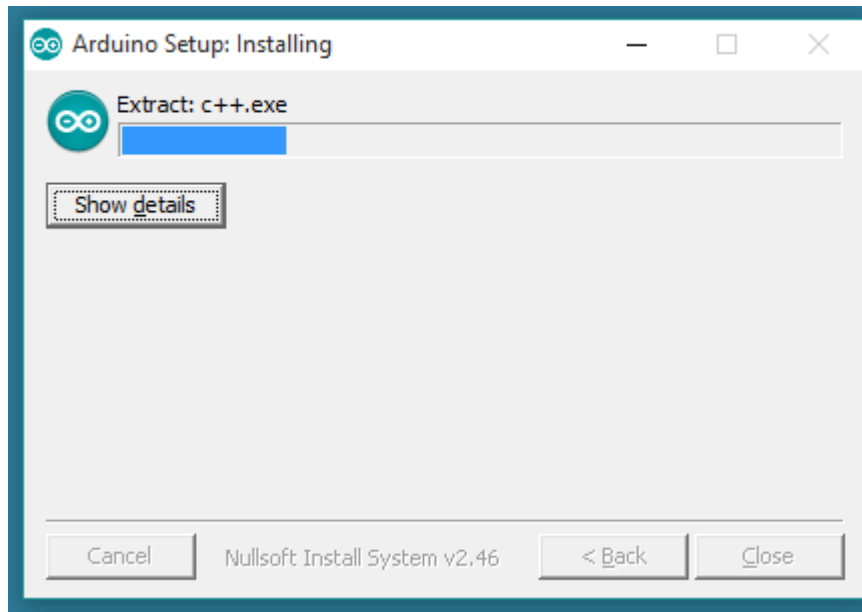 Arduino Setup: Installing
Extract: c++.exe
Show details
Cancel
Nullsoft Install System v2.46
< Back
Close